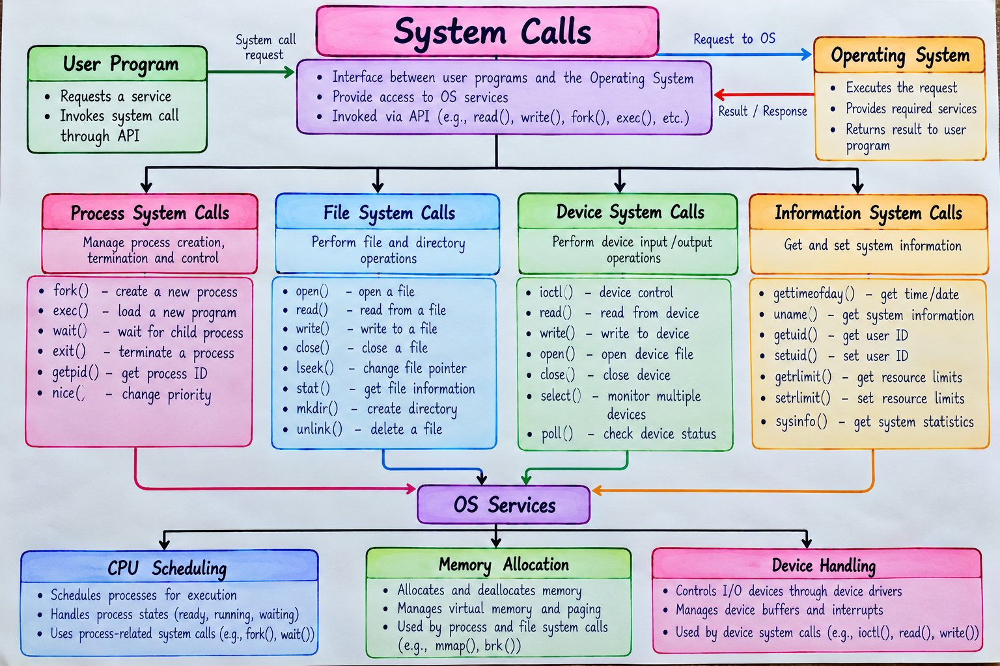 System Calls
System call
request
Request to OS
User Program
• Requests a service
• Invokes system call
through API
• Interface between user programs and the Operating System
• Provide access to OS services
• Invoked via API (e.g., read(), write(), fork(), exec(), etc.)
Result / Response
Operating System
• Executes the request
• Provides required services
• Returns result to user
program
Process System Calls
Manage process creation,
termination and control
• fork() – create a new process
• exec() – load a new program
• wait() – wait for child process
• exit() – terminate a process
• getpid() – get process ID
• nice() – change priority
File System Calls
Perform file and directory
operations
• open() – open a file
• read() – read from a file
• write() – write to a file
• close() – close a file
• lseek() – change file pointer
• stat() – get file information
• mkdir() – create directory
• unlink() – delete a file
Device System Calls
Perform device input/output
operations
• ioctl() – device control
• read() – read from device
• write() – write to device
• open() – open device file
• close() – close device
• select() – monitor multiple
devices
• poll() – check device status
Information System Calls
Get and set system information
• gettimeofday() – get time/date
• uname() – get system information
• getuid() – get user ID
• setuid() – set user ID
• getrlimit() – get resource limits
• setrlimit() – set resource limits
• sysinfo() – get system statistics
OS Services
CPU Scheduling
• Schedules processes for execution
• Handles process states (ready, running, waiting)
• Uses process-related system calls (e.g., fork(), wait())
Memory Allocation
• Allocates and deallocates memory
• Manages virtual memory and paging
• Used by process and file system calls
(e.g., mmap(), brk())
Device Handling
• Controls I/O devices through device drivers
• Manages device buffers and interrupts
• Used by device system calls (e.g., ioctl(), read(), write())